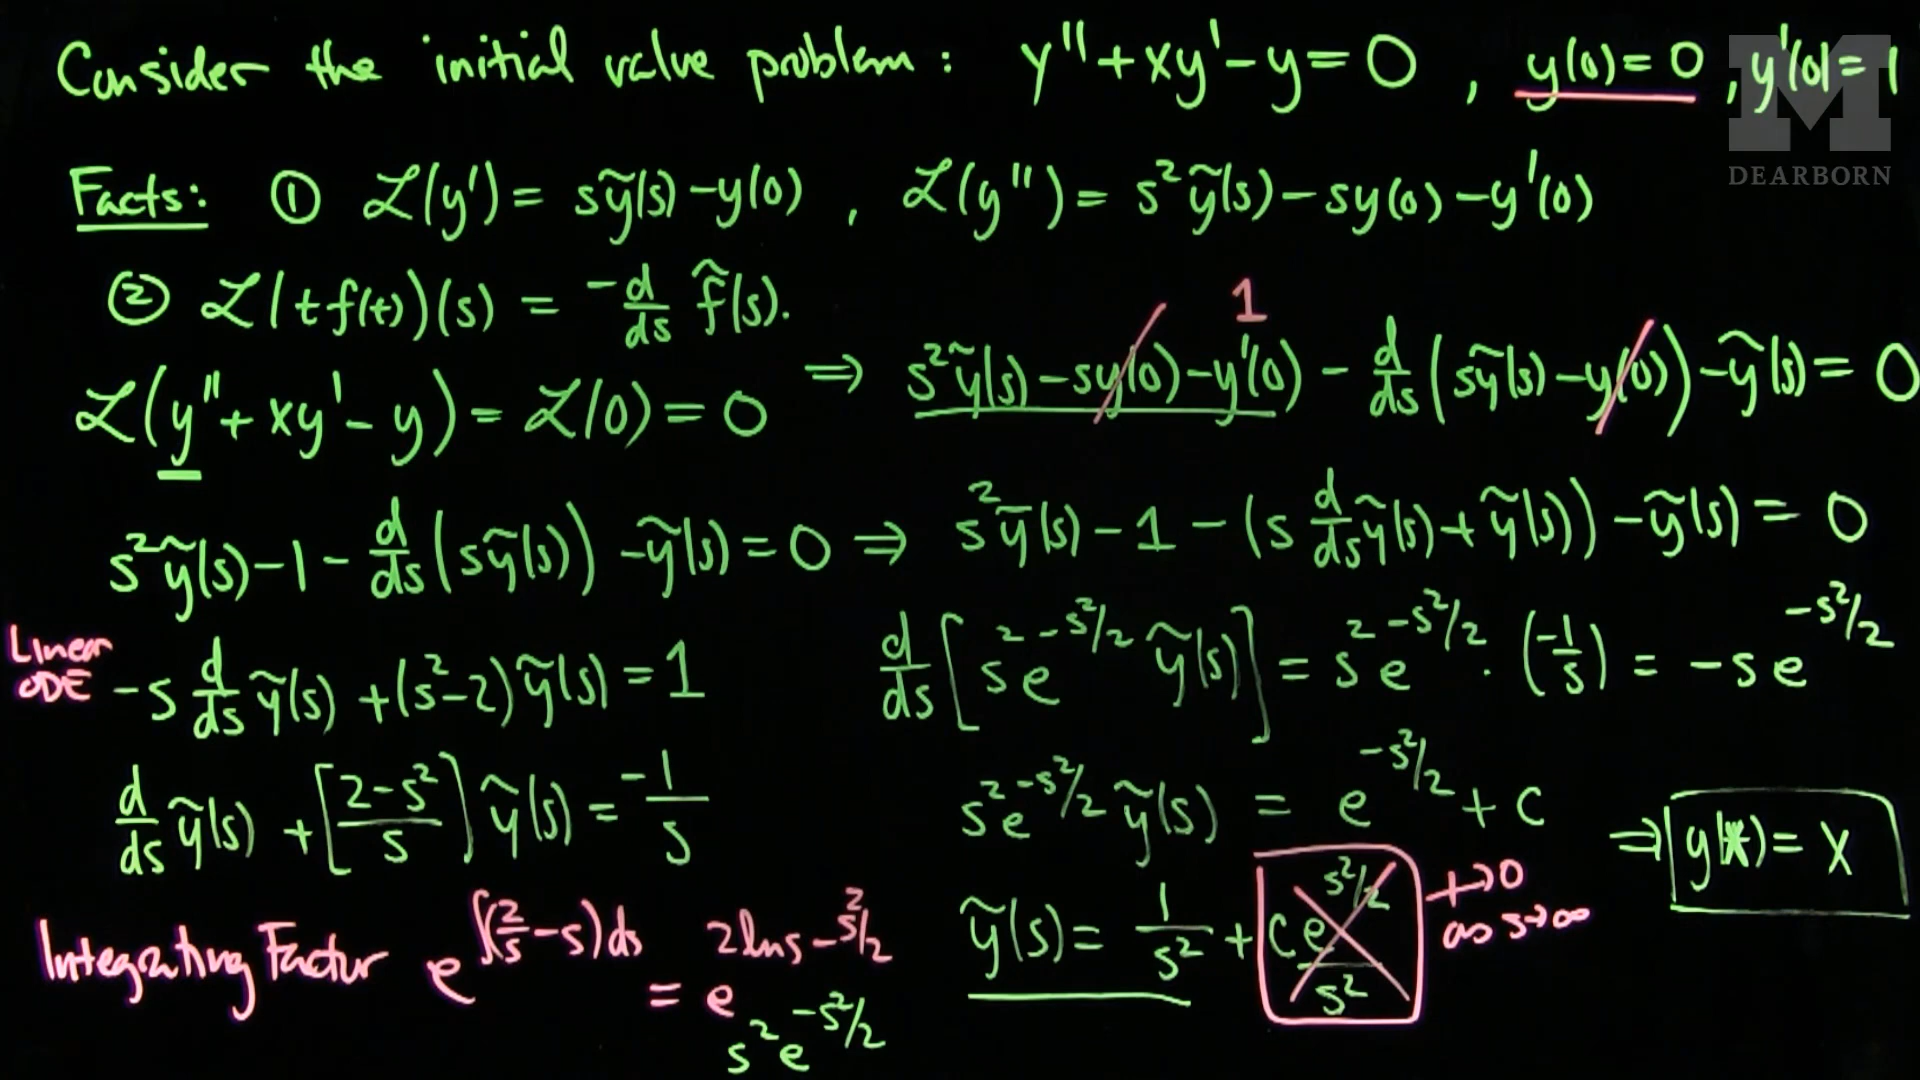 Consider the initial value problem: y'' + xy' - y = 0, y(0) = 0, y'(0) = 1
M
DEARBORN
Facts: ① ℒ(y') = sỹ(s) - y(0), ℒ(y'') = s²ỹ(s) - sy(0) - y'(0)
② ℒ(tf(t))(s) = -d/ds f̃(s).
ℒ(y'' + xy' - y) = ℒ(0) = 0
1
⇒ s²ỹ(s) - sy(0) - y'(0) - d/ds(sỹ(s) - y(0)) - ỹ(s) = 0
s²ỹ(s) - 1 - d/ds(sỹ(s)) - ỹ(s) = 0 ⇒ s²ỹ(s) - 1 - (s d/ds ỹ(s) + ỹ(s)) - ỹ(s) = 0
Linear
ODE
-s d/ds ỹ(s) + (s²-2)ỹ(s) = 1
d/ds ỹ(s) + [2-s²/s] ỹ(s) = -1/s
Integrating Factor e^∫(2/s - s)ds = e^2lns - s²/2
s²e^-s²/2
d/ds [s²e^-s²/2 ỹ(s)] = s²e^-s²/2 · (-1/s) = -se^-s²/2
s²e^-s²/2 ỹ(s) = e^-s²/2 + c
ỹ(s) = 1/s² + ce^s²/2/s²
↛0
as s→∞
⇒ y(x) = x